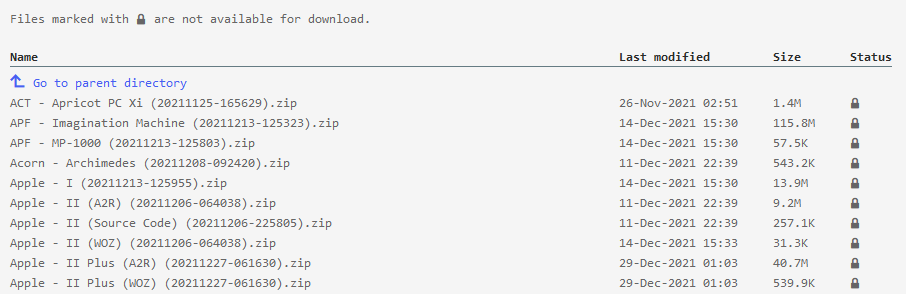 Files marked with 🔒 are not available for download.
Name Last modified Size Status
Go to parent directory
ACT - Apricot PC Xi (20211125-165629).zip 26-Nov-2021 02:51 1.4M
APF - Imagination Machine (20211213-125323).zip 14-Dec-2021 15:30 115.8M
APF - MP-1000 (20211213-125803).zip 14-Dec-2021 15:30 57.5K
Acorn - Archimedes (20211208-092420).zip 11-Dec-2021 22:39 543.2K
Apple - I (20211213-125955).zip 14-Dec-2021 15:30 13.9M
Apple - II (A2R) (20211206-064038).zip 11-Dec-2021 22:39 9.2M
Apple - II (Source Code) (20211206-225805).zip 11-Dec-2021 22:39 257.1K
Apple - II (WOZ) (20211206-064038).zip 14-Dec-2021 15:33 31.3K
Apple - II Plus (A2R) (20211227-061630).zip 29-Dec-2021 01:03 40.7M
Apple - II Plus (WOZ) (20211227-061630).zip 29-Dec-2021 01:03 539.9K